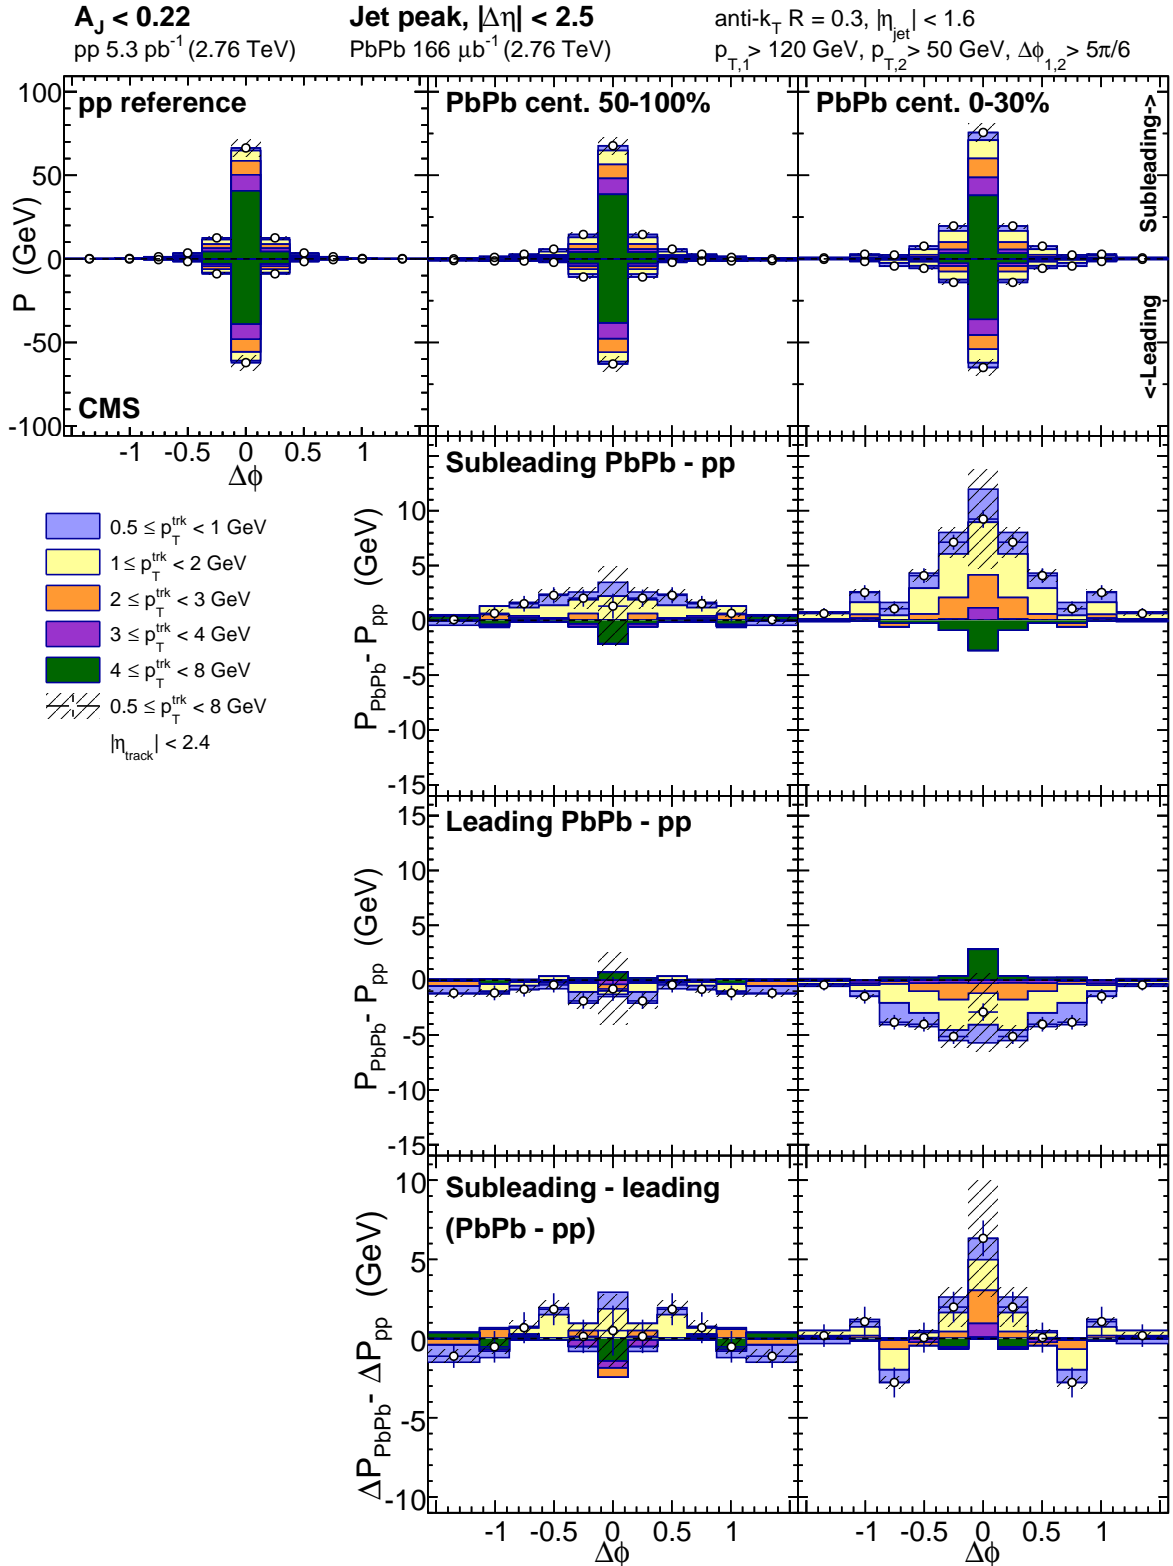 A_J < 0.22
Jet peak, |Δη| < 2.5
anti-k_T R = 0.3, |η_jet| < 1.6
pp 5.3 pb⁻¹ (2.76 TeV)
PbPb 166 μb⁻¹ (2.76 TeV)
p_T,1 > 120 GeV, p_T,2 > 50 GeV, Δϕ_1,2 > 5π/6
pp reference
PbPb cent. 50-100%
PbPb cent. 0-30%
P (GeV)
100
50
0
-50
-100
Subleading->
<-Leading
CMS
-1 -0.5 0 0.5 1
Δϕ
0.5 ≤ p_T^trk < 1 GeV
1 ≤ p_T^trk < 2 GeV
2 ≤ p_T^trk < 3 GeV
3 ≤ p_T^trk < 4 GeV
4 ≤ p_T^trk < 8 GeV
0.5 ≤ p_T^trk < 8 GeV
|η_track| < 2.4
Subleading PbPb - pp
P_PbPb - P_pp (GeV)
10
5
0
-5
-10
-15
Leading PbPb - pp
P_PbPb - P_pp (GeV)
15
10
5
0
-5
-10
-15
Subleading - leading
(PbPb - pp)
ΔP_PbPb - ΔP_pp (GeV)
10
5
0
-5
-10
-1 -0.5 0 0.5 1
-1 -0.5 0 0.5 1
Δϕ
Δϕ